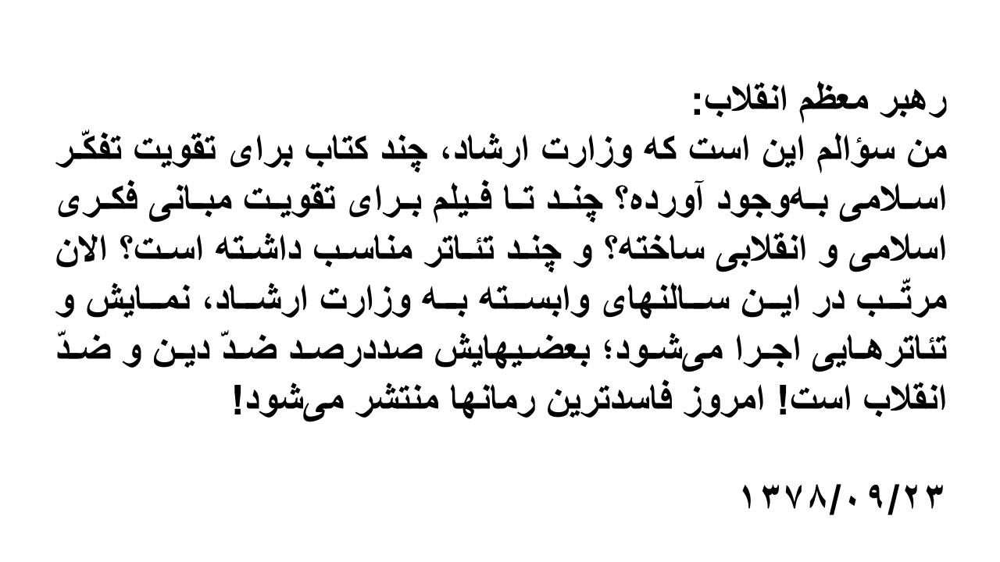 رهبر معظم انقلاب:
من سؤالم این است که وزارت ارشاد، چند کتاب برای تقویت تفکّر
اسلامی به‌وجود آورده؟ چند تا فیلم برای تقویت مبانی فکری
اسلامی و انقلابی ساخته؟ و چند تئاتر مناسب داشته است؟ الان
مرتّب در این سالنهای وابسته به وزارت ارشاد، نمایش و
تئاترهایی اجرا می‌شود؛ بعضیهایش صددرصد ضدّ دین و ضدّ
انقلاب است! امروز فاسدترین رمانها منتشر می‌شود!
۱۳۷۸/۰۹/۲۳